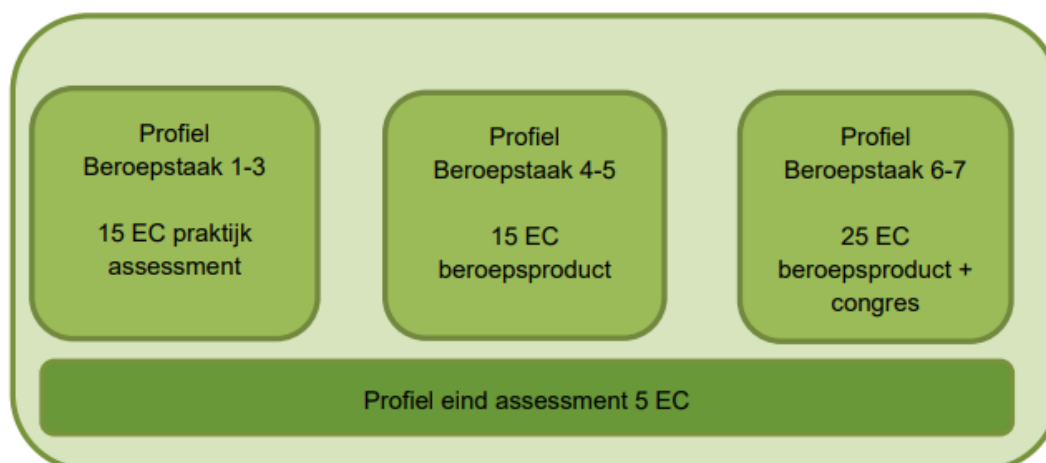 Profiel
Beroepstaak 1-3
15 EC praktijk
assessment
Profiel
Beroepstaak 4-5
15 EC
beroepsproduct
Profiel
Beroepstaak 6-7
25 EC
beroepsproduct +
congres
Profiel eind assessment 5 EC